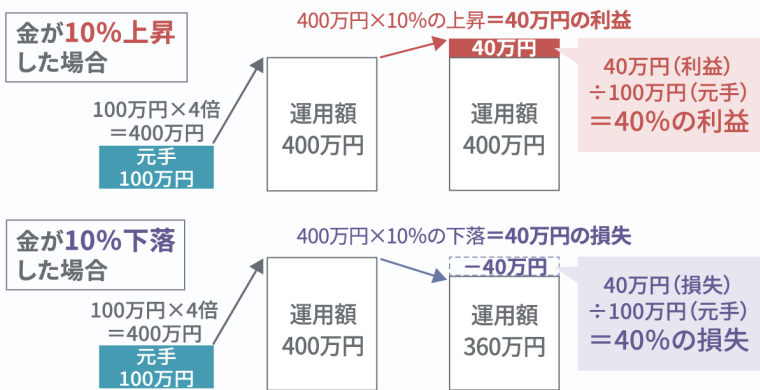 金が10%上昇
した場合
400万円×10%の上昇＝40万円の利益
100万円×4倍
＝400万円
元手
100万円
運用額
400万円
40万円
運用額
400万円
40万円（利益）
÷100万円（元手）
＝40%の利益
金が10%下落
した場合
400万円×10%の下落＝40万円の損失
100万円×4倍
＝400万円
元手
100万円
運用額
400万円
－40万円
運用額
360万円
40万円（損失）
÷100万円（元手）
＝40%の損失